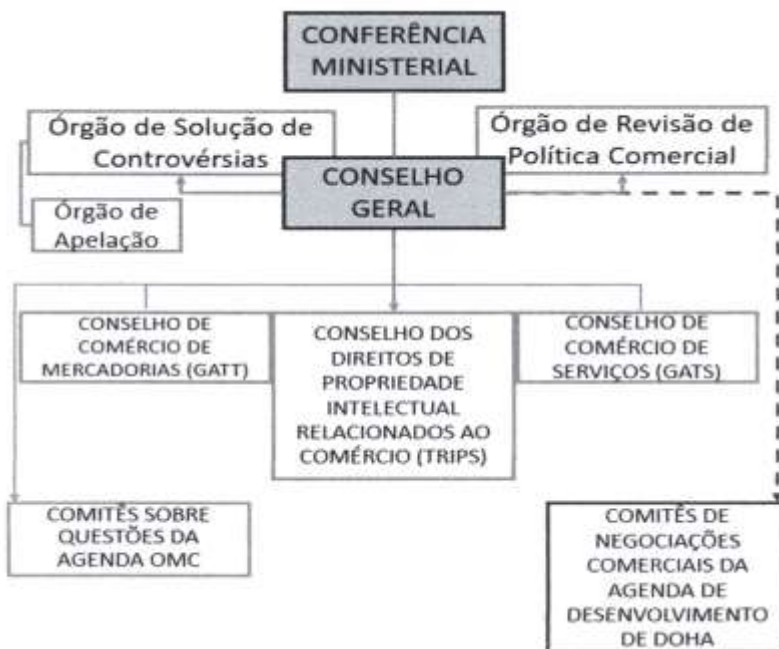 CONFERÊNCIA
MINISTERIAL
Órgão de Solução de
Controvérsias
Órgão de Revisão de
Política Comercial
CONSELHO
GERAL
Órgão de
Apelação
CONSELHO DE
COMÉRCIO DE
MERCADORIAS (GATT)
CONSELHO DOS
DIREITOS DE
PROPRIEDADE
INTELECTUAL
RELACIONADOS AO
COMÉRCIO (TRIPS)
CONSELHO DE
COMÉRCIO DE
SERVIÇOS (GATS)
COMITÊS SOBRE
QUESTÕES DA
AGENDA OMC
COMITÊS DE
NEGOCIAÇÕES
COMERCIAIS DA
AGENDA DE
DESENVOLVIMENTO
DE DOHA